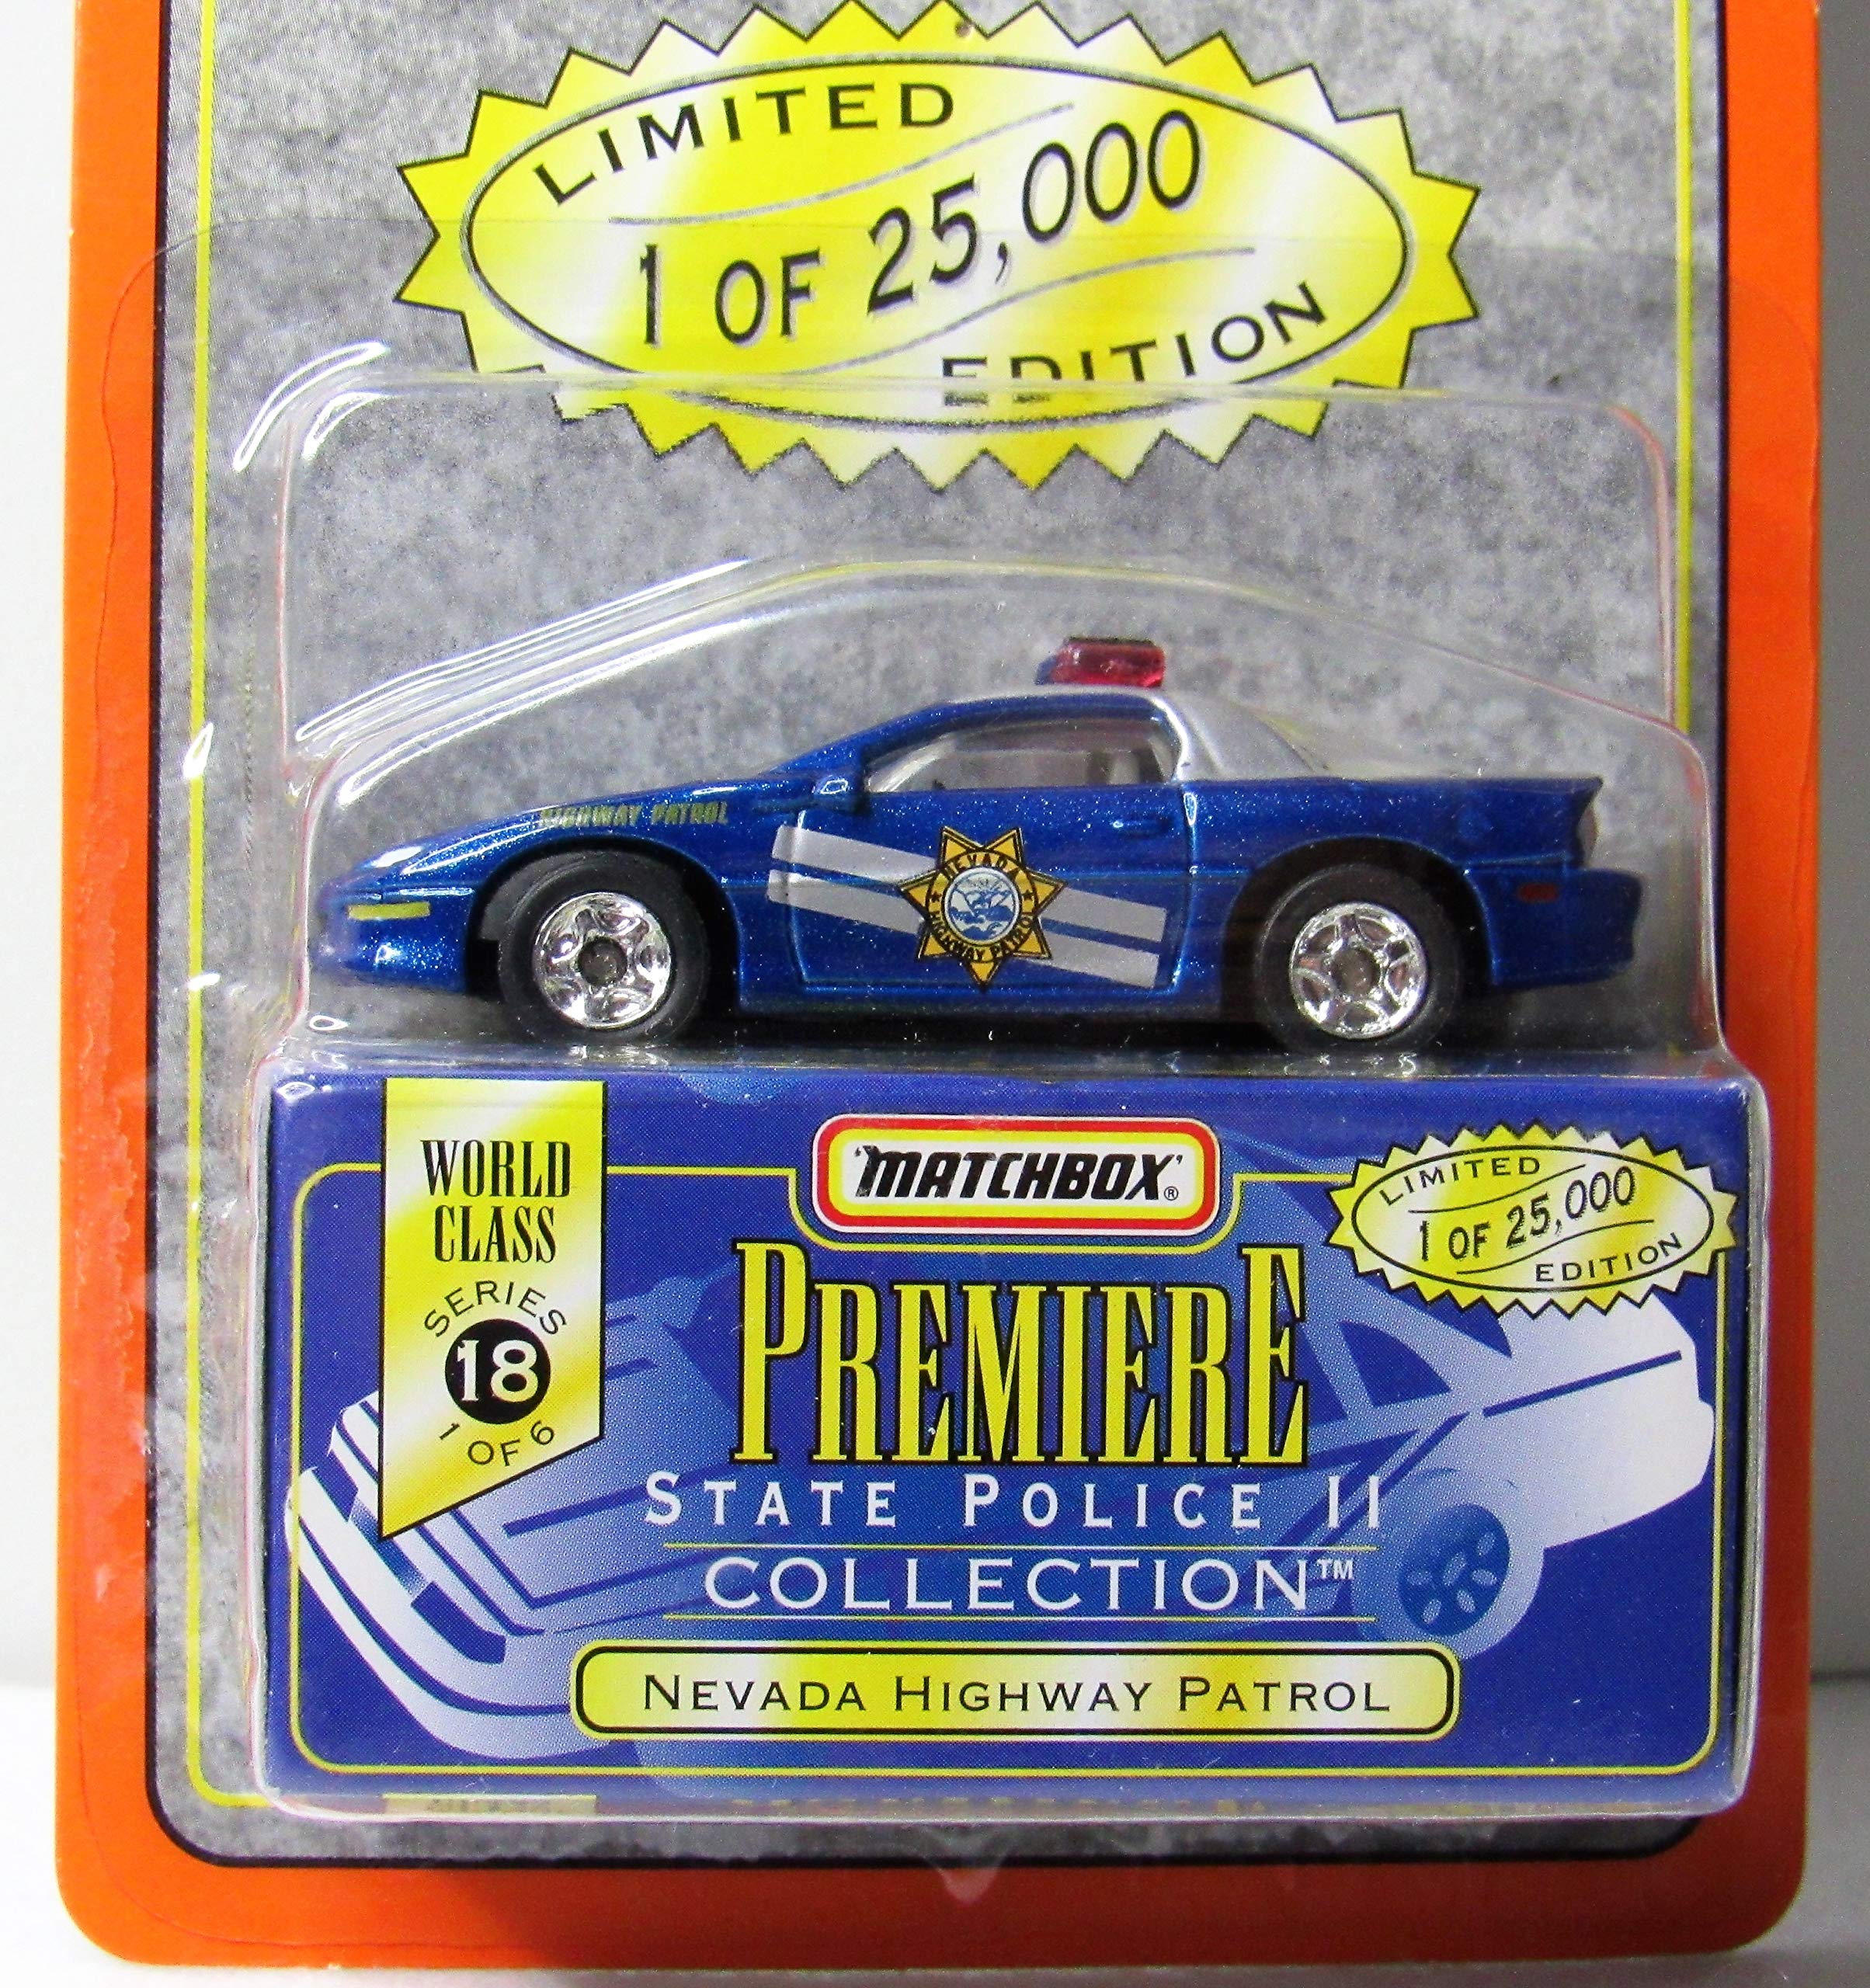 LIMITED
1 OF 25,000
EDITION
HIGHWAY PATROL
NEVADA
HIGHWAY PATROL
WORLD
CLASS
SERIES
18
1 OF 6
'MATCHBOX'®
PREMIERE
STATE POLICE II
COLLECTION™
NEVADA HIGHWAY PATROL
LIMITED
1 OF 25,000
EDITION